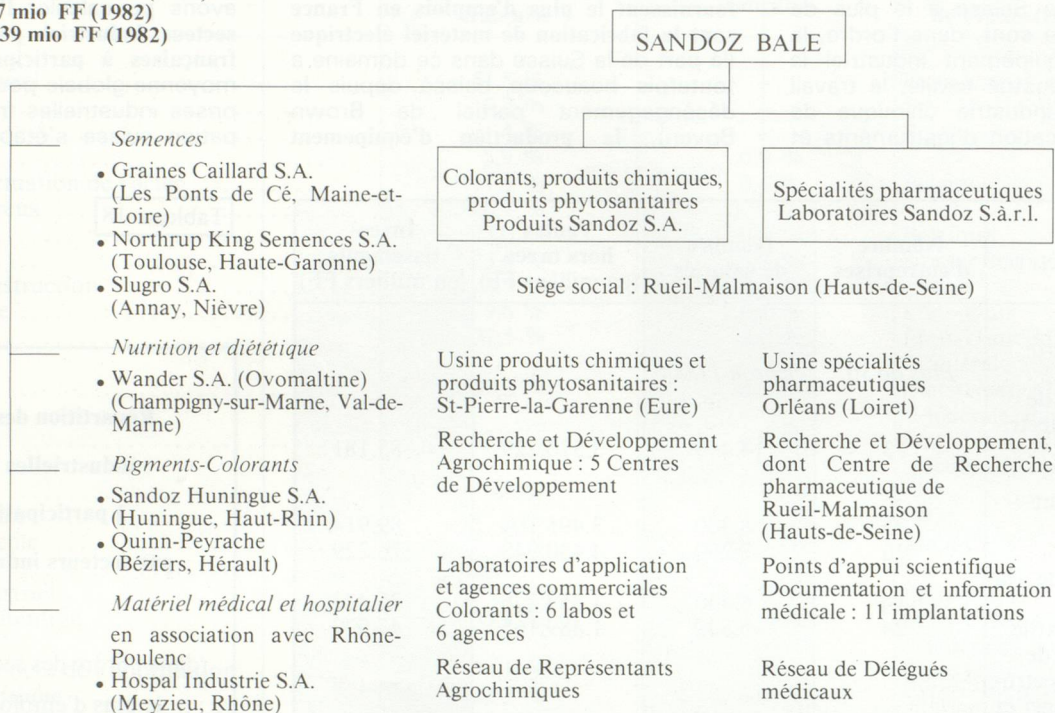 7 mio FF (1982)
39 mio FF (1982)
SANDOZ BALE
Semences
• Graines Caillard S.A.
(Les Ponts de Cé, Maine-et-
Loire)
• Northrup King Semences S.A.
(Toulouse, Haute-Garonne)
• Slugro S.A.
(Annay, Nièvre)
Nutrition et diététique
• Wander S.A. (Ovomaltine)
(Champigny-sur-Marne, Val-de-
Marne)
Pigments-Colorants
• Sandoz Huningue S.A.
(Huningue, Haut-Rhin)
• Quinn-Peyrache
(Béziers, Hérault)
Matériel médical et hospitalier
en association avec Rhône-
Poulenc
• Hospal Industrie S.A.
(Meyzieu, Rhône)
Colorants, produits chimiques,
produits phytosanitaires
Produits Sandoz S.A.
Spécialités pharmaceutiques
Laboratoires Sandoz S.à.r.l.
Siège social : Rueil-Malmaison (Hauts-de-Seine)
Usine produits chimiques et
produits phytosanitaires :
St-Pierre-la-Garenne (Eure)
Recherche et Développement
Agrochimique : 5 Centres
de Développement
Laboratoires d'application
et agences commerciales
Colorants : 6 labos et
6 agences
Réseau de Représentants
Agrochimiques
Usine spécialités
pharmaceutiques
Orléans (Loiret)
Recherche et Développement,
dont Centre de Recherche
pharmaceutique de
Rueil-Malmaison
(Hauts-de-Seine)
Points d'appui scientifique
Documentation et information
médicale : 11 implantations
Réseau de Délégués
médicaux